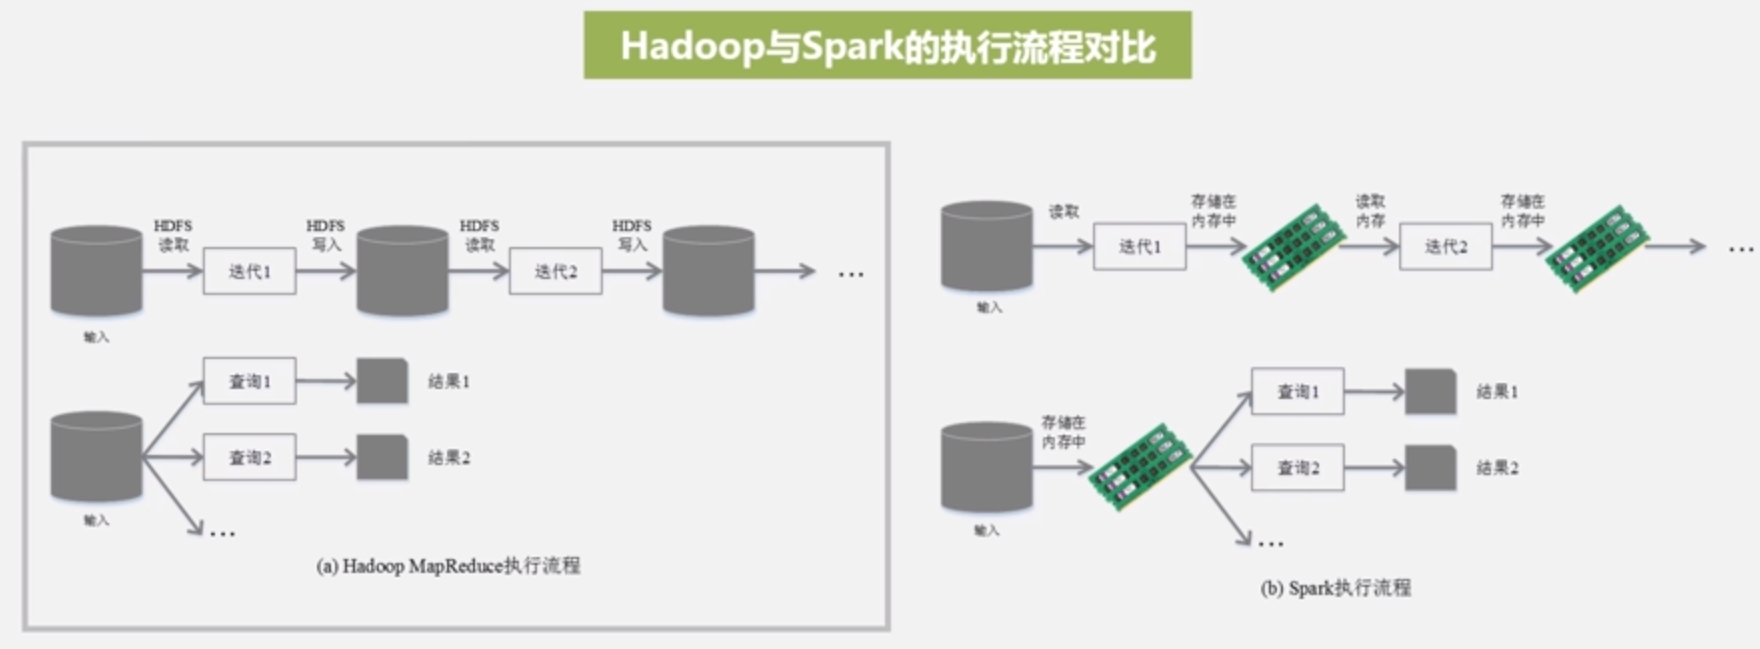 Hadoop与Spark的执行流程对比
HDFS
读取
HDFS
写入
HDFS
读取
HDFS
写入
迭代1
迭代2
...
输入
查询1
结果1
查询2
结果2
...
输入
(a) Hadoop MapReduce执行流程
读取
存储在
内存中
读取
内存
存储在
内存中
迭代1
迭代2
...
输入
存储在
内存中
查询1
结果1
查询2
结果2
...
输入
(b) Spark执行流程